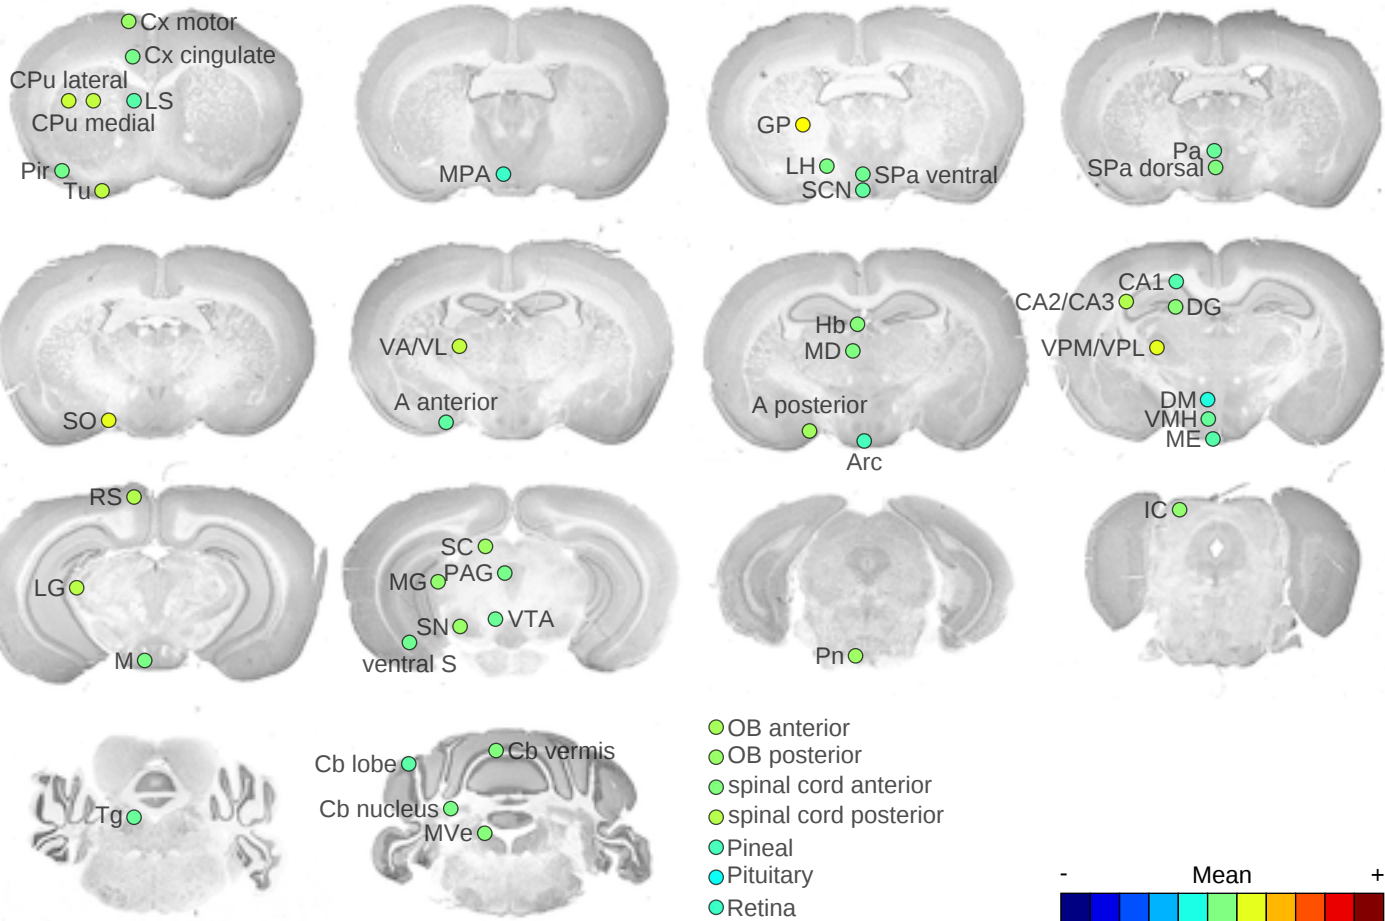 Cx motor
Cx cingulate
CPu lateral
LS
CPu medial
Pir
Tu
MPA
GP
LH
SPa ventral
SCN
Pa
SPa dorsal
SO
VA/VL
A anterior
Hb
MD
A posterior
Arc
CA1
CA2/CA3
DG
VPM/VPL
DM
VMH
ME
RS
LG
M
SC
MG
PAG
SN
VTA
ventral S
Pn
IC
Tg
Cb lobe
Cb vermis
Cb nucleus
MVe
OB anterior
OB posterior
spinal cord anterior
spinal cord posterior
Pineal
Pituitary
Retina
- Mean +